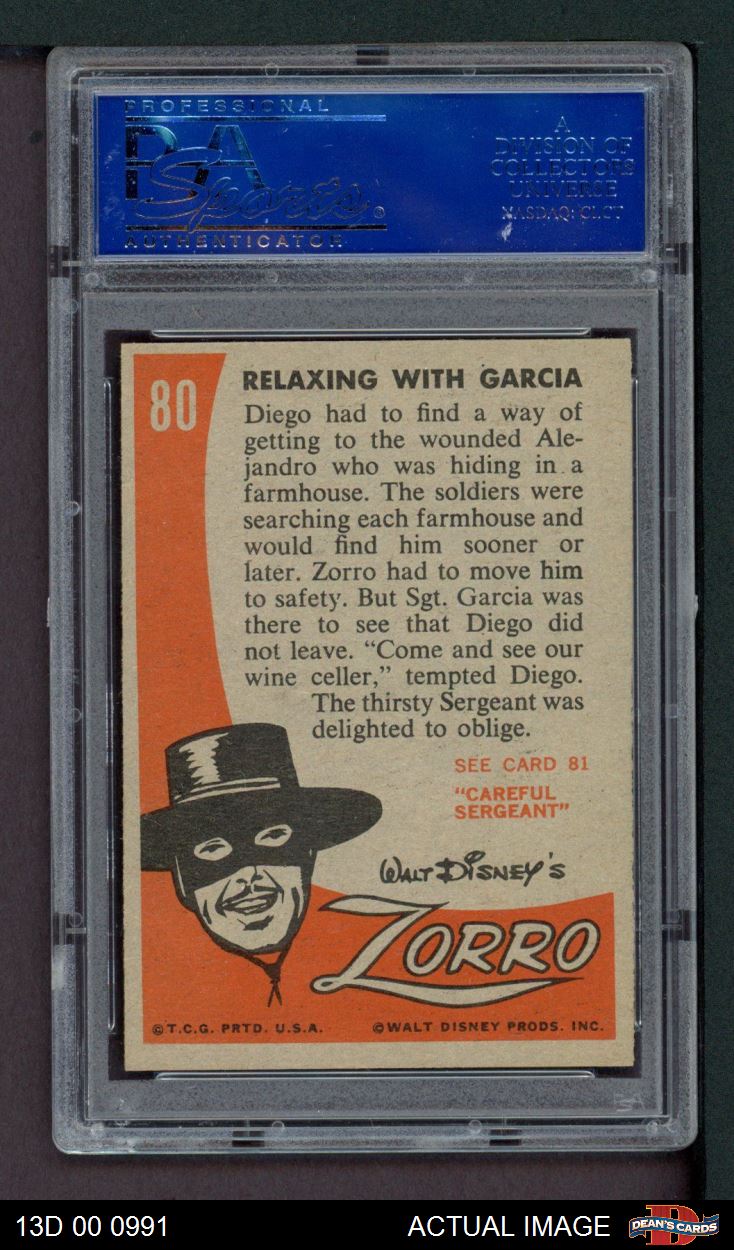 PROFESSIONAL
PSA
Sports®
AUTHENTICATOR
A
DIVISION OF
COLLECTORS
UNIVERSE
NASDAQ: CLCT
80
RELAXING WITH GARCIA
Diego had to find a way of
getting to the wounded Ale-
jandro who was hiding in a
farmhouse. The soldiers were
searching each farmhouse and
would find him sooner or
later. Zorro had to move him
to safety. But Sgt. Garcia was
there to see that Diego did
not leave. “Come and see our
wine celler,” tempted Diego.
The thirsty Sergeant was
delighted to oblige.
SEE CARD 81
“CAREFUL
SERGEANT”
WALT DISNEY'S
ZORRO
©T.C.G. PRTD. U.S.A. ©WALT DISNEY PRODS. INC.
13D 00 0991 ACTUAL IMAGE DEAN'S CARDS